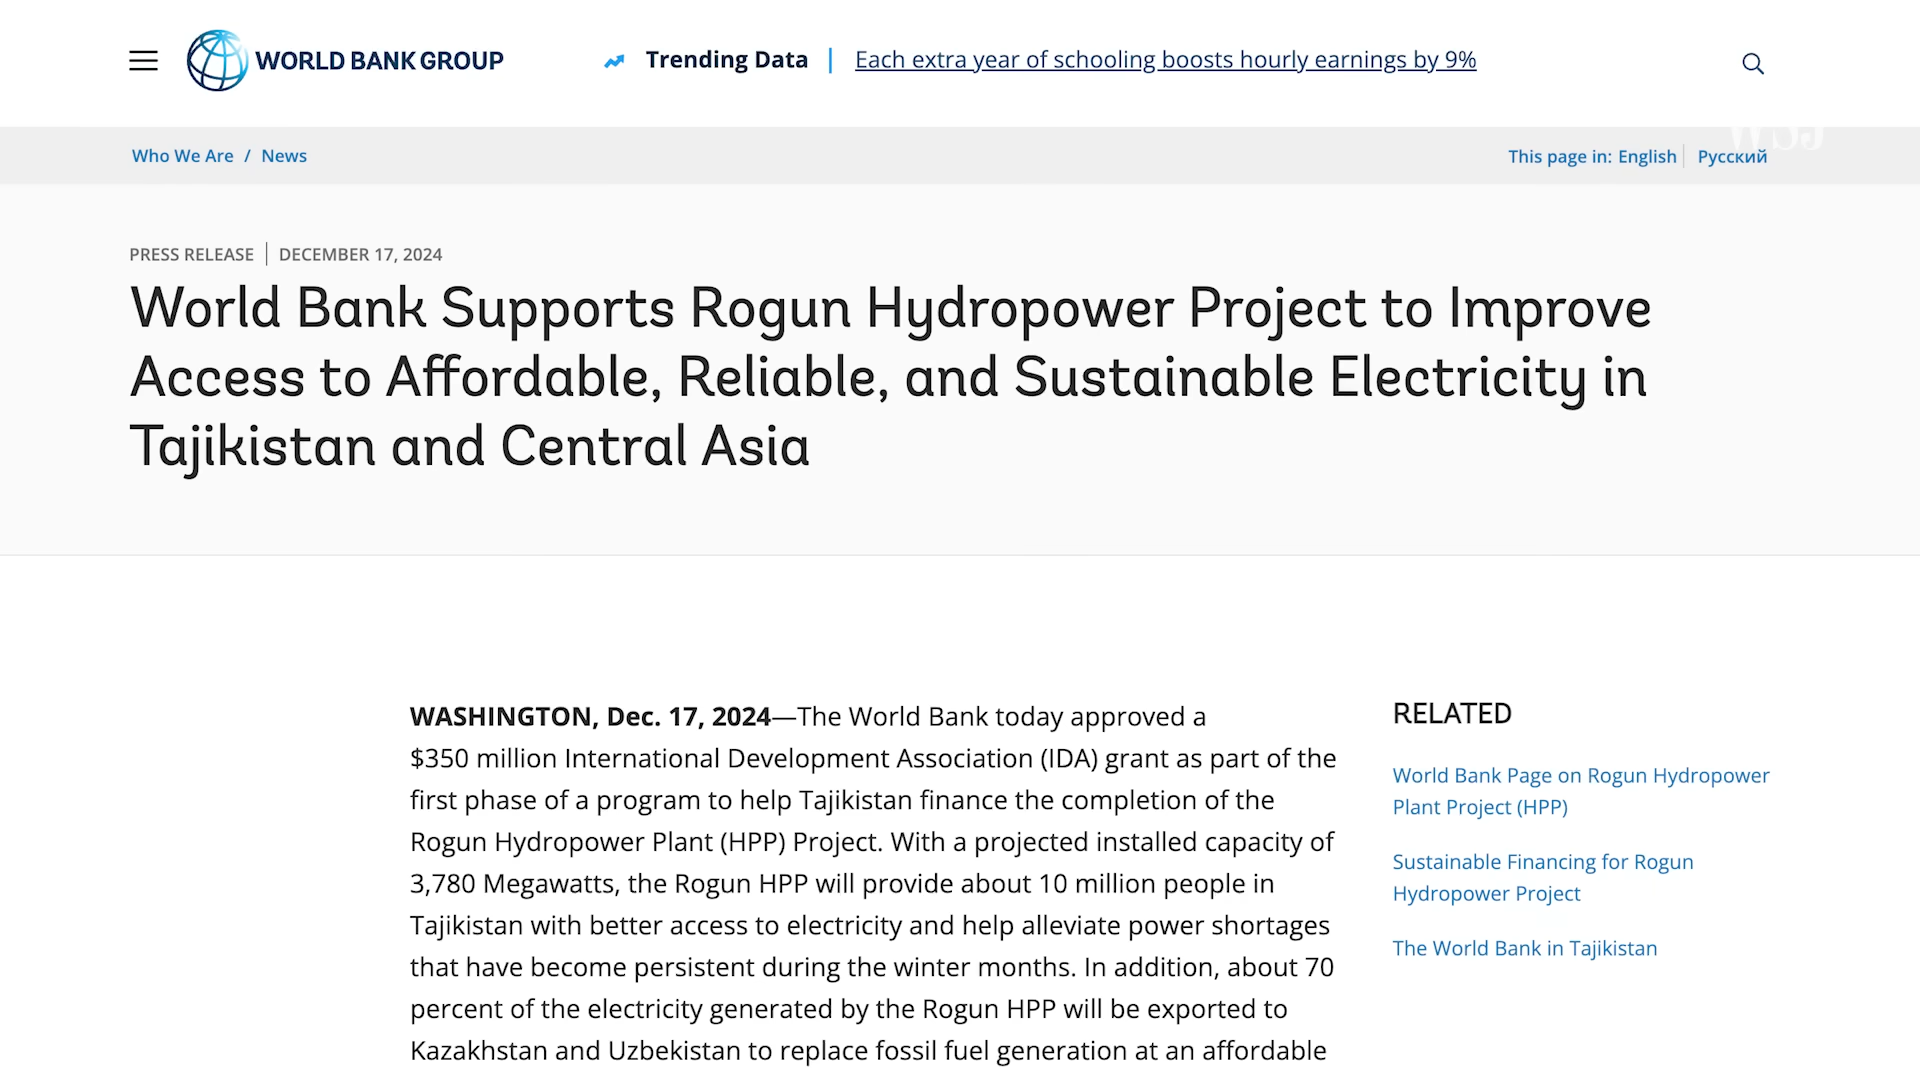 WORLD BANK GROUP
Trending Data
Each extra year of schooling boosts hourly earnings by 9%
WSJ
Who We Are / News
This page in: English Русский
PRESS RELEASE DECEMBER 17, 2024
World Bank Supports Rogun Hydropower Project to Improve
Access to Affordable, Reliable, and Sustainable Electricity in
Tajikistan and Central Asia
WASHINGTON, Dec. 17, 2024—The World Bank today approved a
$350 million International Development Association (IDA) grant as part of the
first phase of a program to help Tajikistan finance the completion of the
Rogun Hydropower Plant (HPP) Project. With a projected installed capacity of
3,780 Megawatts, the Rogun HPP will provide about 10 million people in
Tajikistan with better access to electricity and help alleviate power shortages
that have become persistent during the winter months. In addition, about 70
percent of the electricity generated by the Rogun HPP will be exported to
Kazakhstan and Uzbekistan to replace fossil fuel generation at an affordable
RELATED
World Bank Page on Rogun Hydropower
Plant Project (HPP)
Sustainable Financing for Rogun
Hydropower Project
The World Bank in Tajikistan